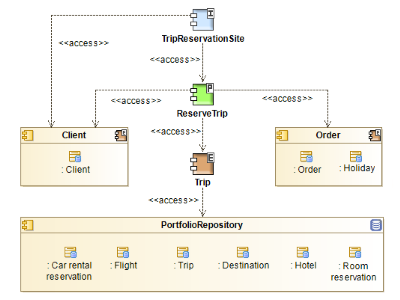 I
TripReservationSite
<<access>>
<<access>>
P
<<access>>
ReserveTrip
<<access>>
<<access>>
Client
: Client
E
Trip
Order
: Order
: Holiday
<<access>>
PortfolioRepository
: Car rental
reservation
: Flight
: Trip
: Destination
: Hotel
: Room
reservation